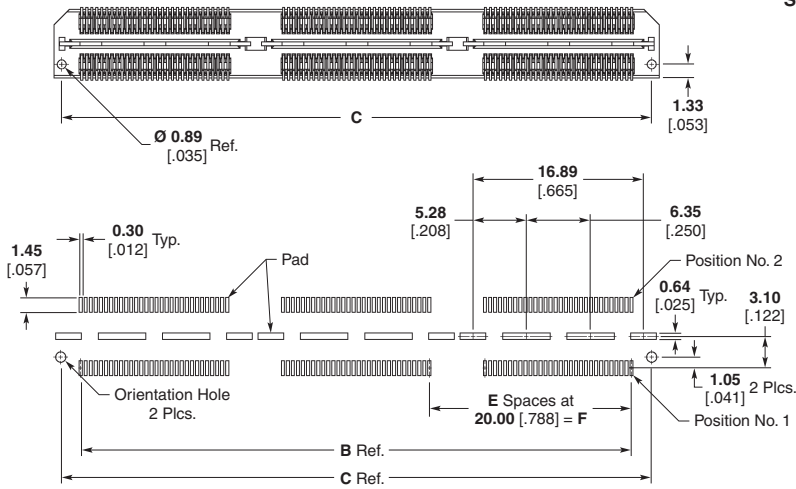 S
1.33
[.053]
C
Ø 0.89
[.035] Ref.
16.89
[.665]
5.28
[.208]
6.35
[.250]
0.30
[.012] Typ.
1.45
[.057]
Pad
Position No. 2
0.64
[.025] Typ.
3.10
[.122]
Orientation Hole
2 Plcs.
1.05
[.041] 2 Plcs.
E Spaces at
20.00 [.788] = F
Position No. 1
B Ref.
C Ref.